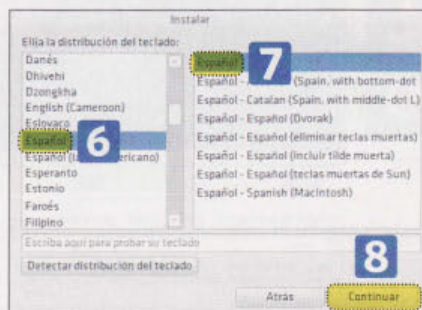 Instalar
Elija la distribución del teclado:
Danés
Dhivehi
Dzongkha
English (Cameroon)
Eslovaco
Español
6
Español (la ericano)
Esperanto
Estonio
Faroés
Filipino
Español
7
Español - (Spain, with bottom-dot
Español - Catalan (Spain, with middle-dot L)
Español - Español (Dvorak)
Español - Español (eliminar teclas muertas)
Español - Español (incluir tilde muerta)
Español - Español (teclas muertas de Sun)
Español - Spanish (Macintosh)
Escriba aquí para probar su teclado
Detectar distribución del teclado
8
Atrás
Continuar